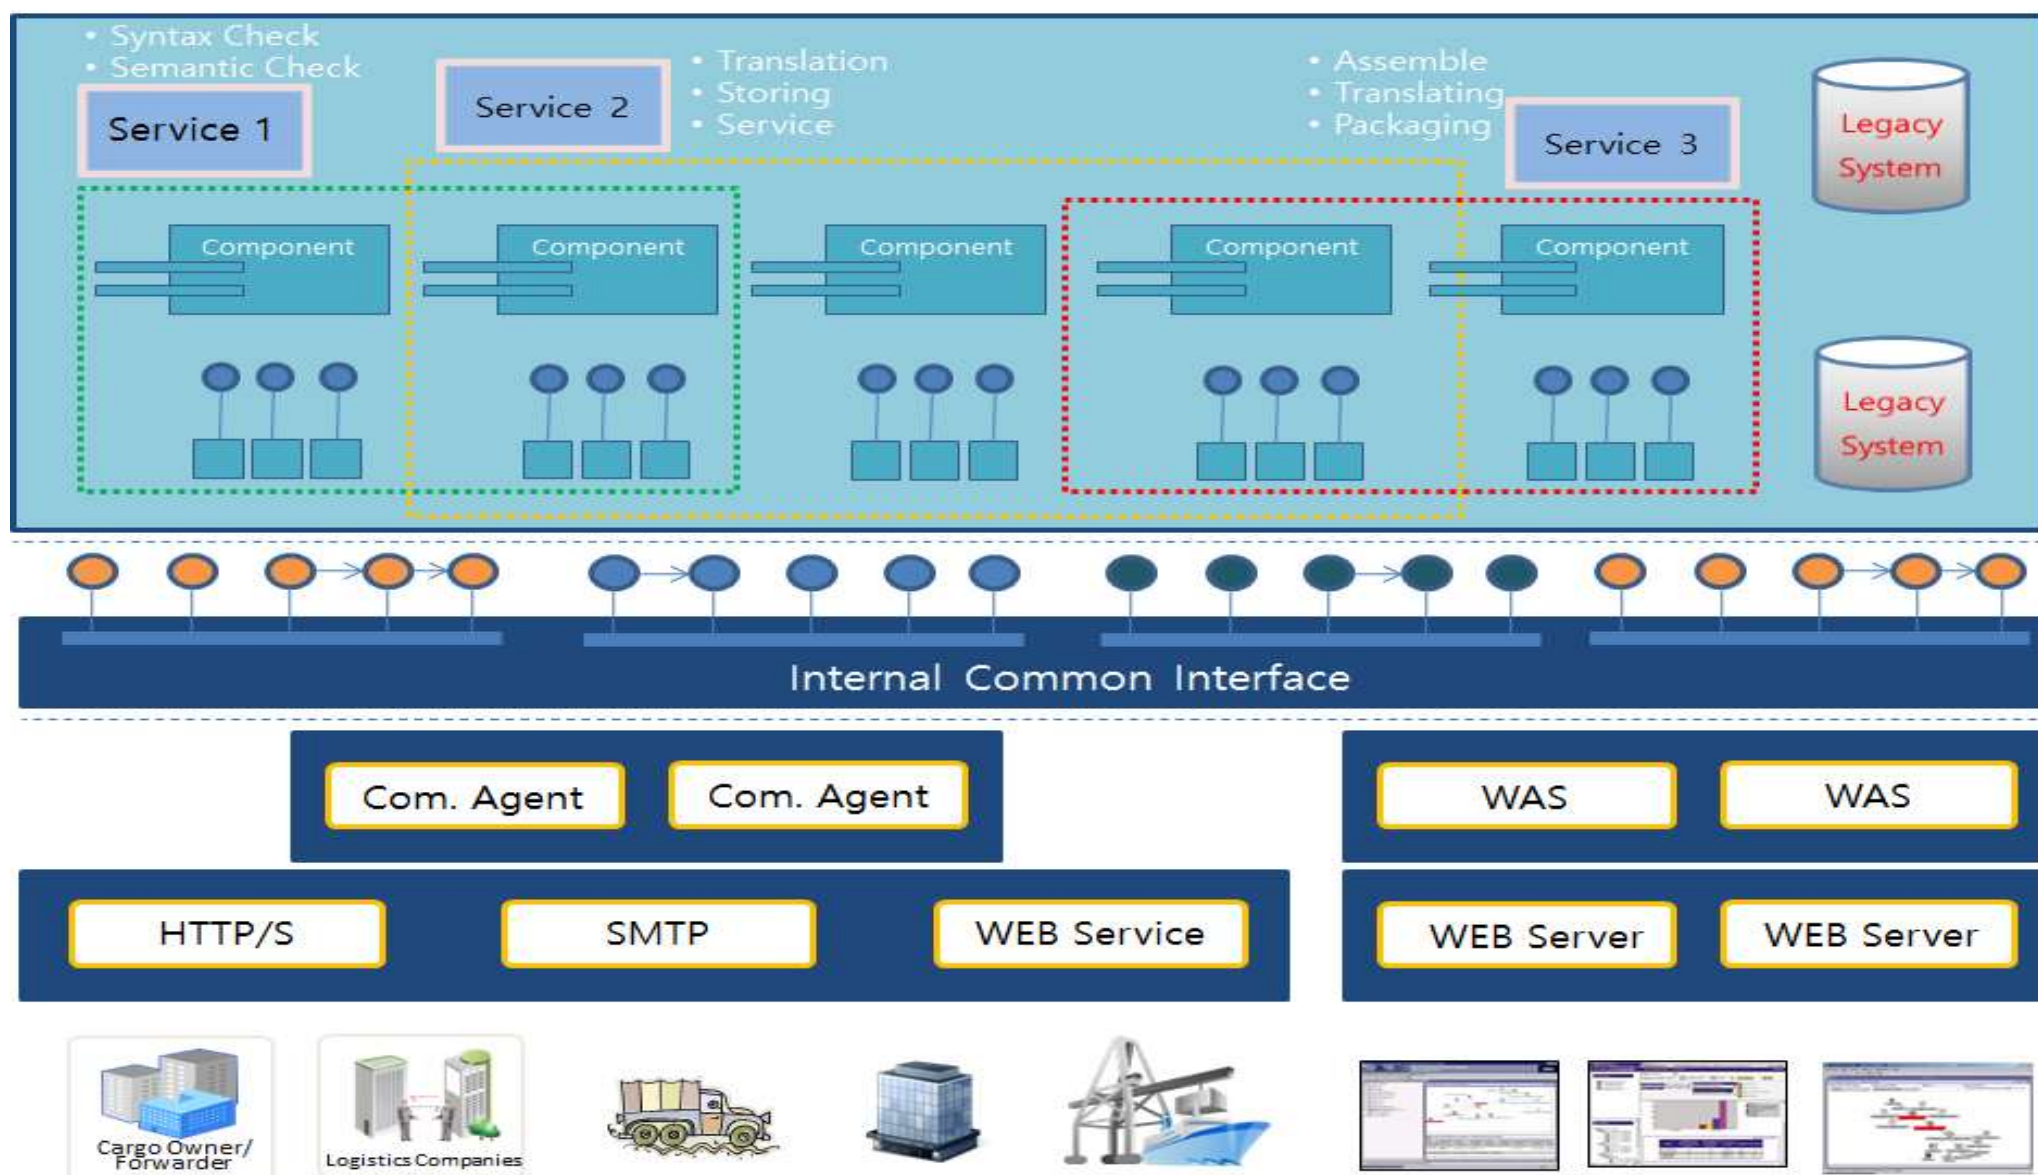 • Syntax Check
• Semantic Check
Service 1
Service 2
• Translation
• Storing
• Service
• Assemble
• Translating
• Packaging
Service 3
Legacy
System
Component
Component
Component
Component
Component
Legacy
System
Internal Common Interface
Com. Agent
Com. Agent
WAS
WAS
HTTP/S
SMTP
WEB Service
WEB Server
WEB Server
Cargo Owner/
Forwarder
Logistics Companies